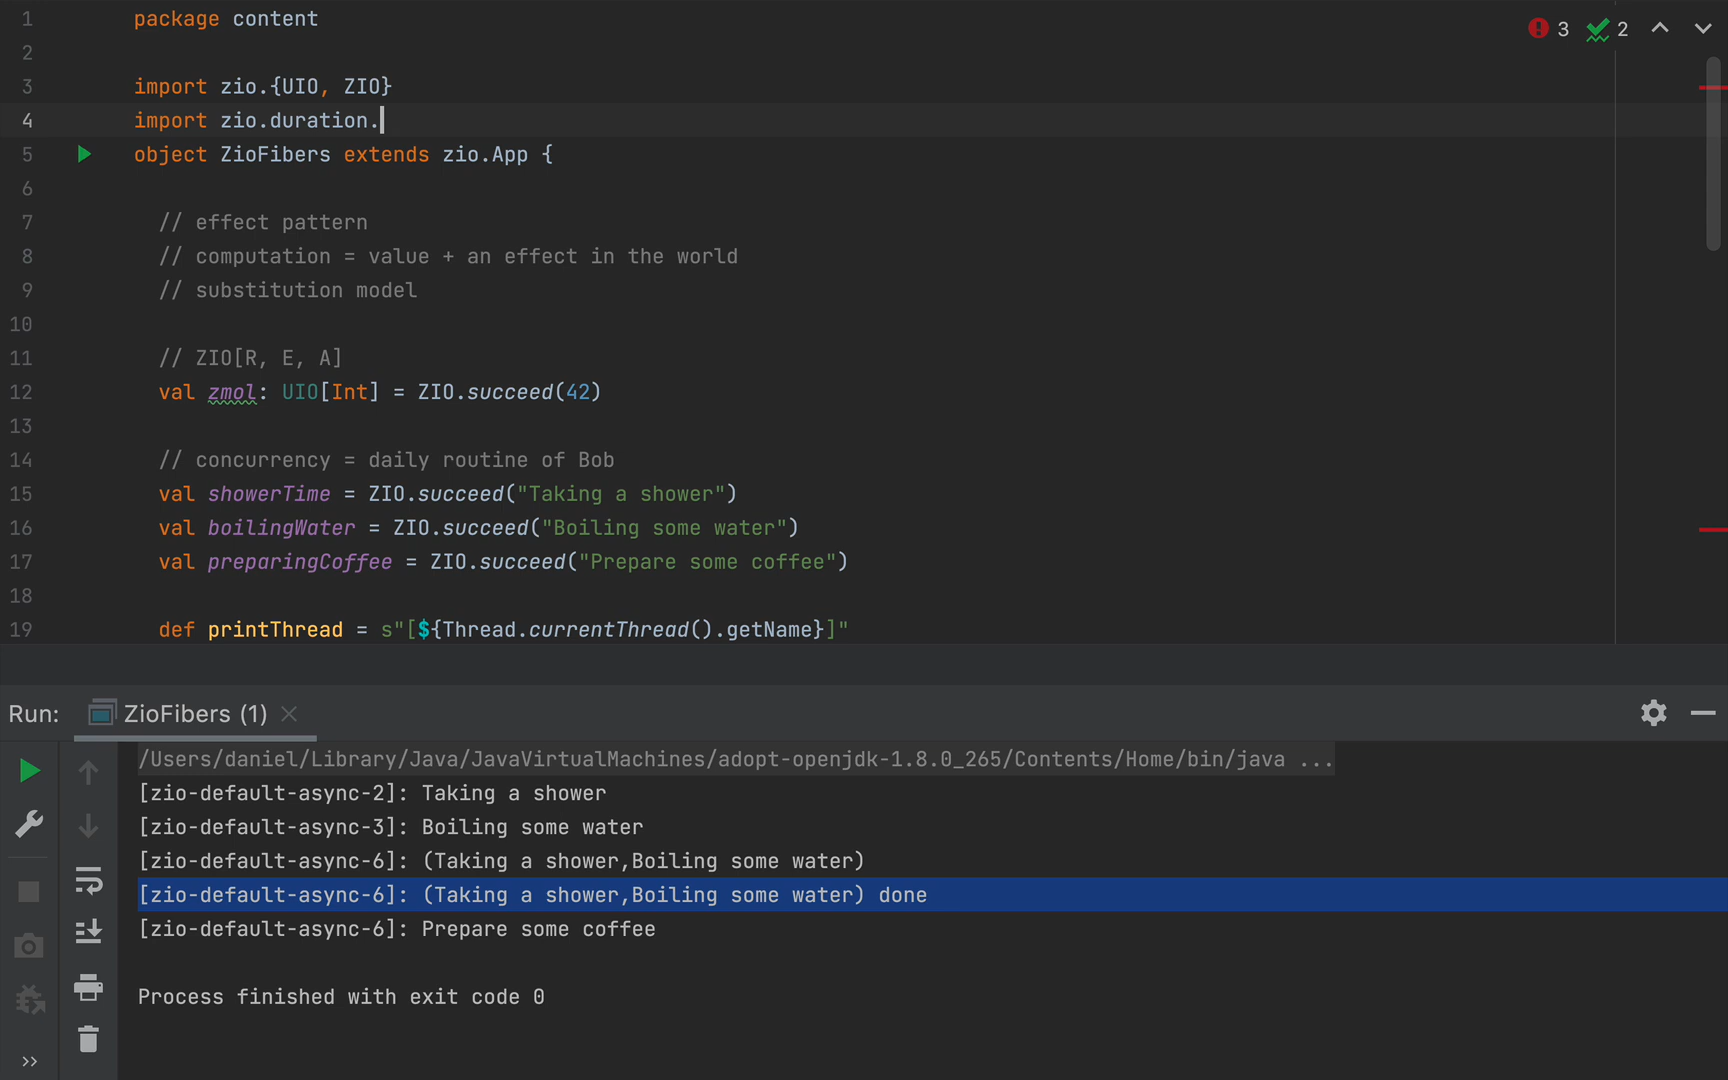 1 package content
3 2
2
3 import zio.{UIO, ZIO}
4 import zio.duration.
5 object ZioFibers extends zio.App {
6
7 // effect pattern
8 // computation = value + an effect in the world
9 // substitution model
10
11 // ZIO[R, E, A]
12 val zmol: UIO[Int] = ZIO.succeed(42)
13
14 // concurrency = daily routine of Bob
15 val showerTime = ZIO.succeed("Taking a shower")
16 val boilingWater = ZIO.succeed("Boiling some water")
17 val preparingCoffee = ZIO.succeed("Prepare some coffee")
18
19 def printThread = s"[${Thread.currentThread().getName}]"
Run: ZioFibers (1)
/Users/daniel/Library/Java/JavaVirtualMachines/adopt-openjdk-1.8.0_265/Contents/Home/bin/java ...
[zio-default-async-2]: Taking a shower
[zio-default-async-3]: Boiling some water
[zio-default-async-6]: (Taking a shower,Boiling some water)
[zio-default-async-6]: (Taking a shower,Boiling some water) done
[zio-default-async-6]: Prepare some coffee
Process finished with exit code 0